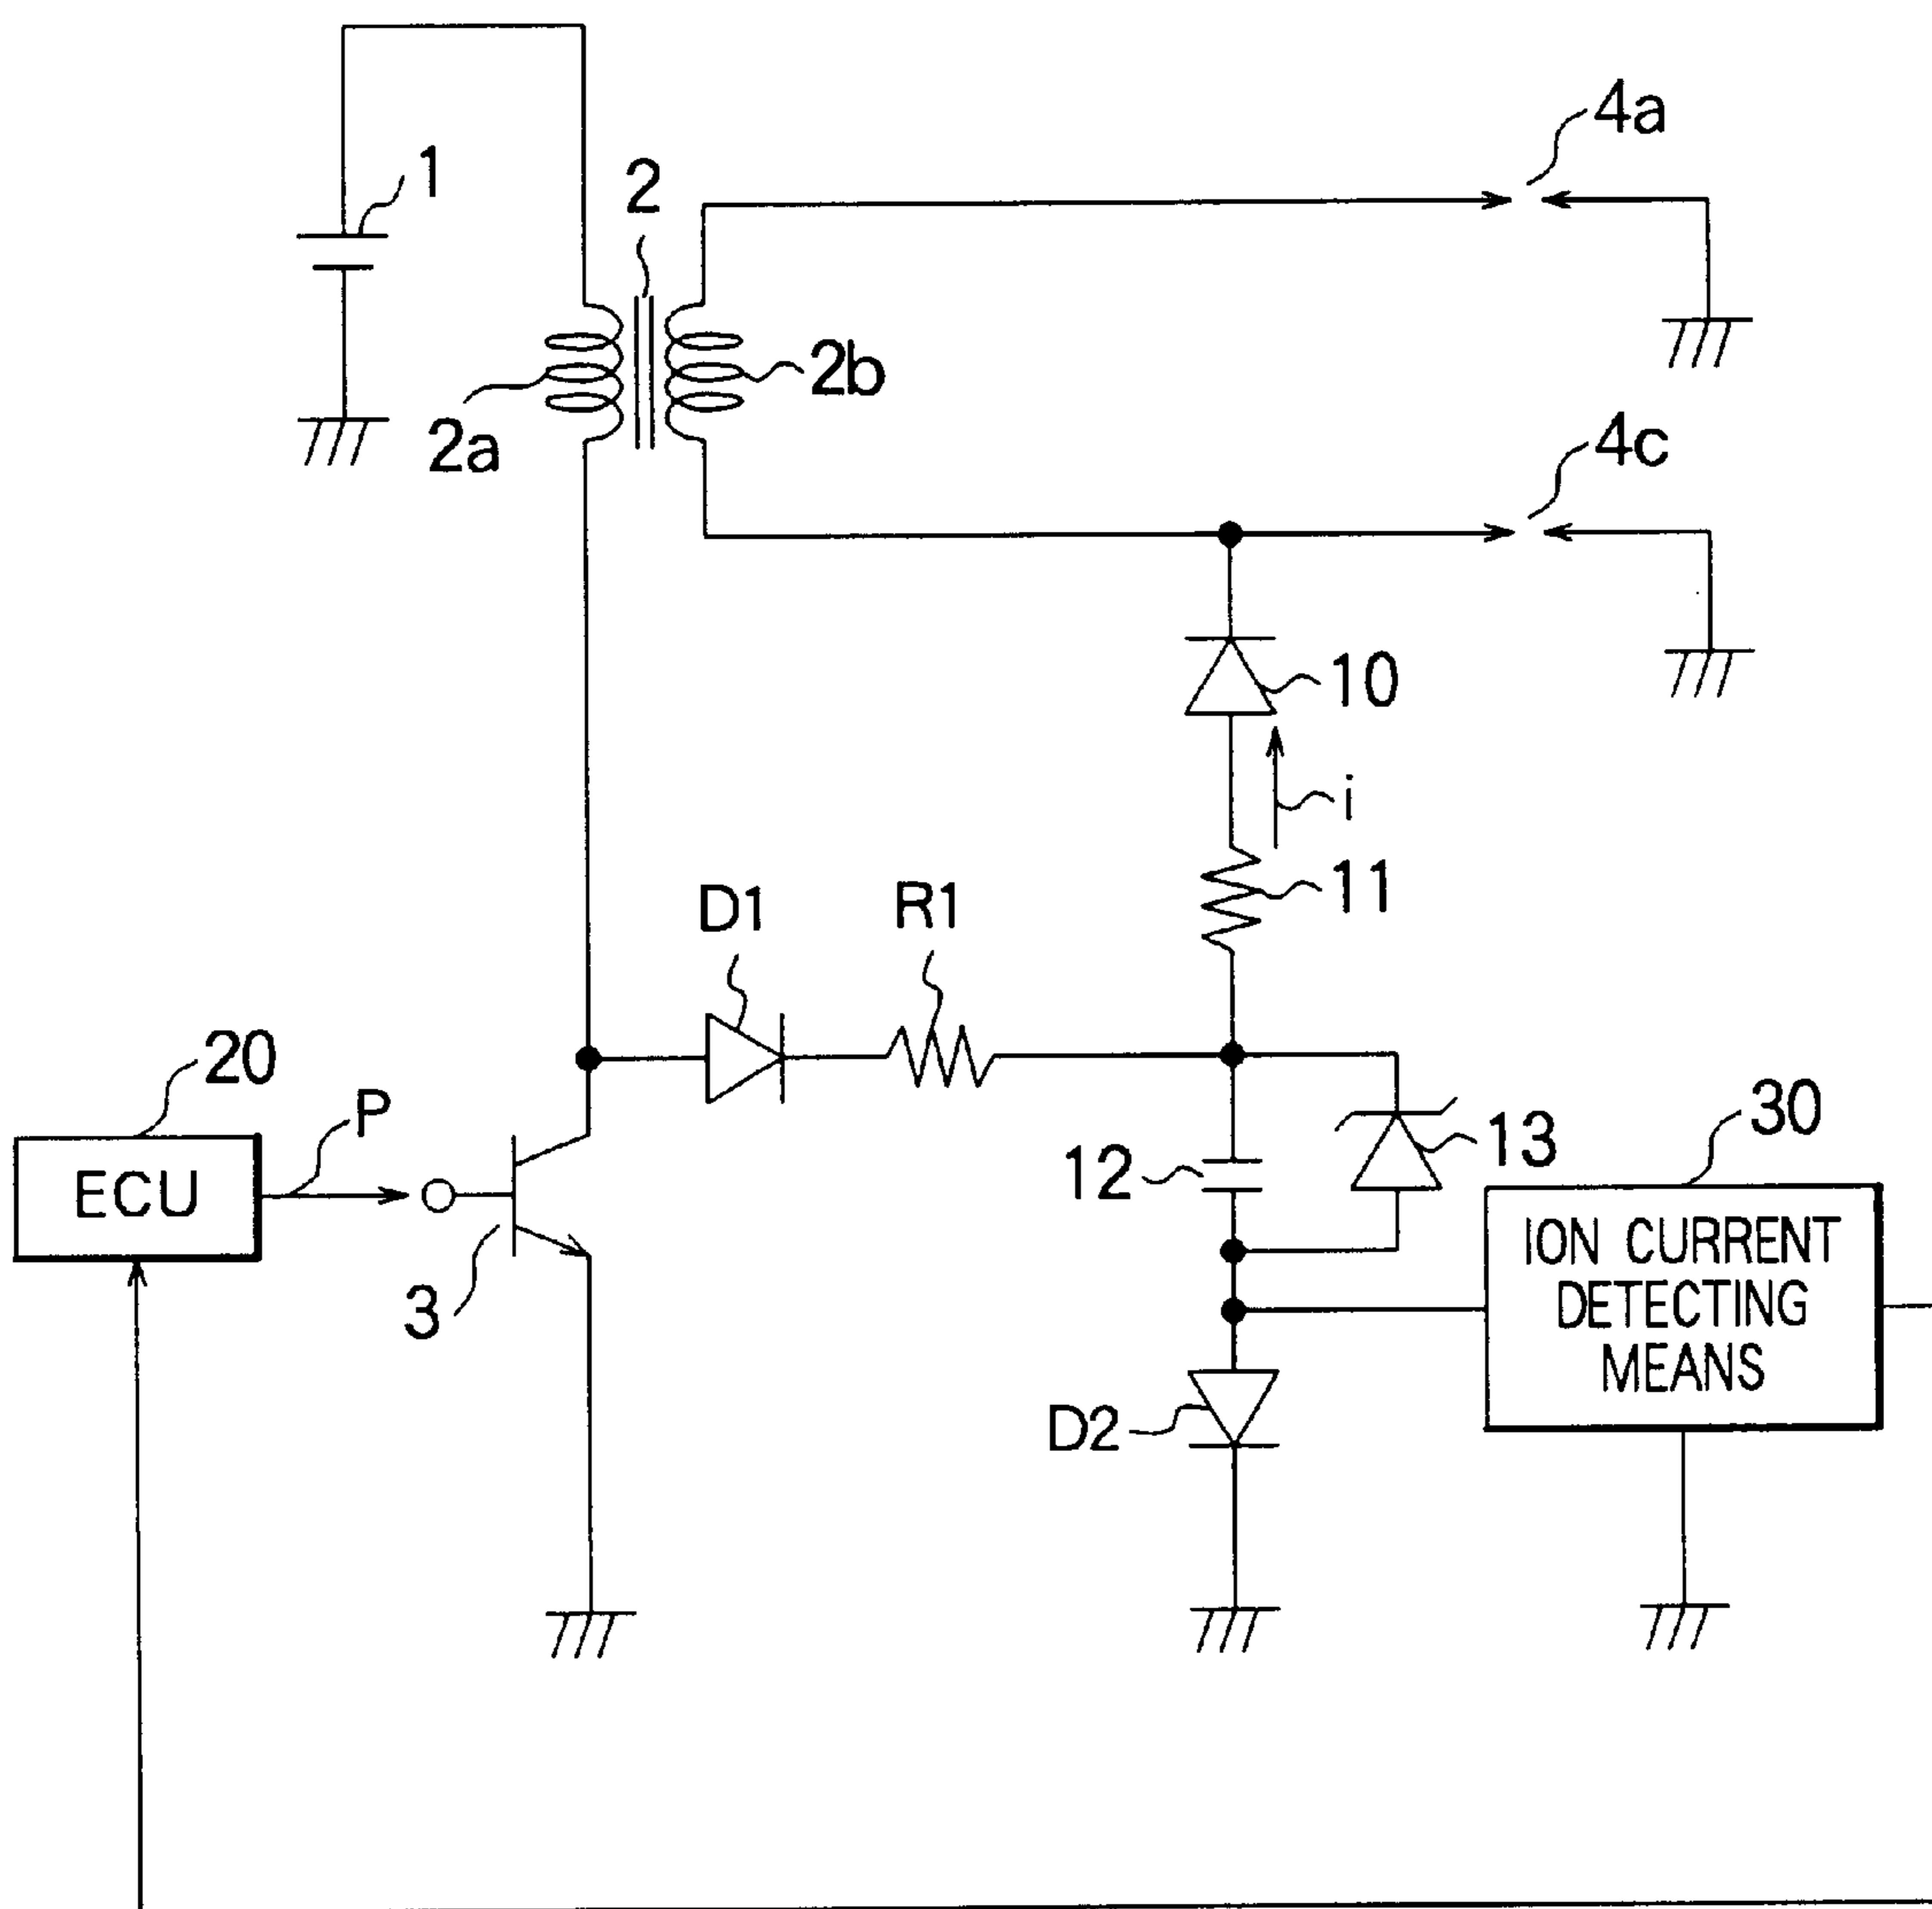 4a
1
2
2b
2a
4c
10
i
11
D1
R1
20
P
30
13
12
ECU
ION CURRENT
DETECTING
MEANS
3
D2